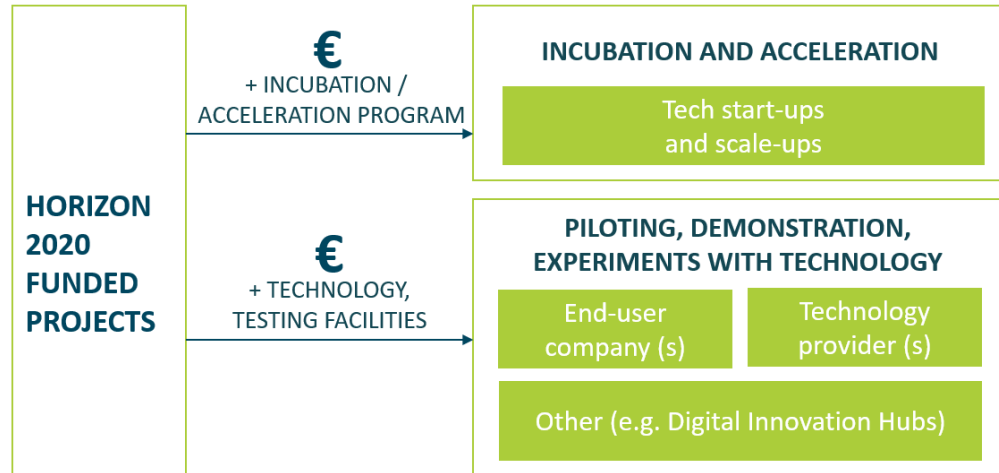 HORIZON
2020
FUNDED
PROJECTS
€
+ INCUBATION /
ACCELERATION PROGRAM
INCUBATION AND ACCELERATION
Tech start-ups
and scale-ups
€
+ TECHNOLOGY,
TESTING FACILITIES
PILOTING, DEMONSTRATION,
EXPERIMENTS WITH TECHNOLOGY
End-user
company (s)
Technology
provider (s)
Other (e.g. Digital Innovation Hubs)